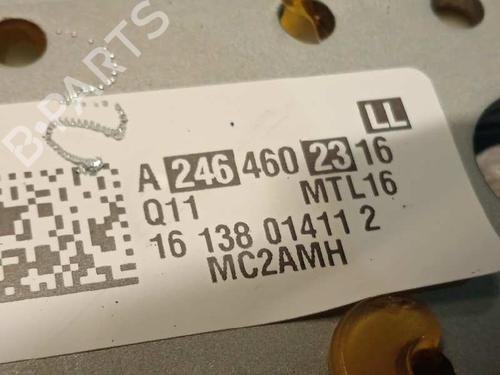 B-PARTS
LL
A 246 460 23 16
Q11 MTL16
16 138 01411 2
MC2AMH